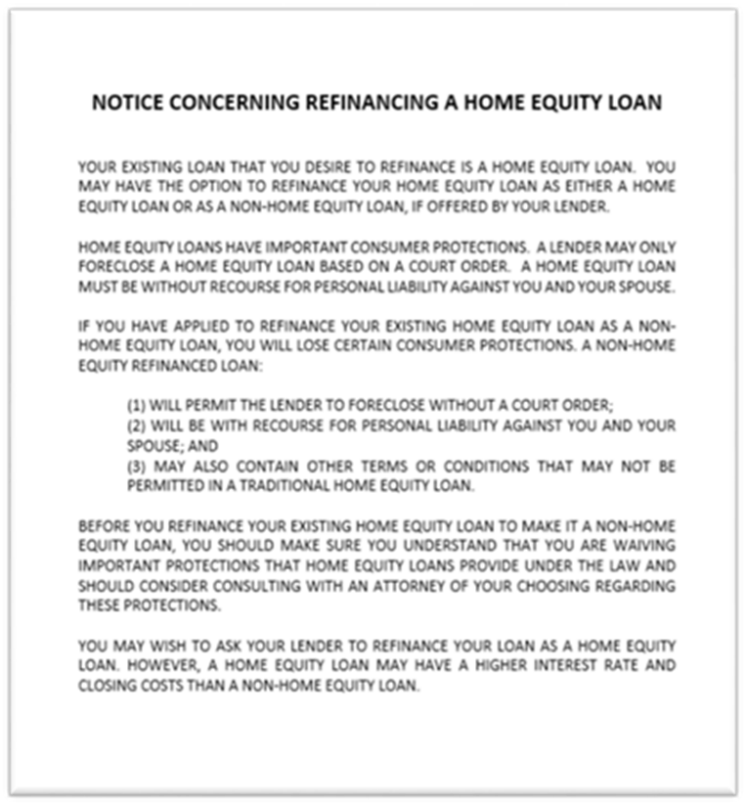 NOTICE CONCERNING REFINANCING A HOME EQUITY LOAN
YOUR EXISTING LOAN THAT YOU DESIRE TO REFINANCE IS A HOME EQUITY LOAN. YOU
MAY HAVE THE OPTION TO REFINANCE YOUR HOME EQUITY LOAN AS EITHER A HOME
EQUITY LOAN OR AS A NON-HOME EQUITY LOAN, IF OFFERED BY YOUR LENDER.
HOME EQUITY LOANS HAVE IMPORTANT CONSUMER PROTECTIONS. A LENDER MAY ONLY
FORECLOSE A HOME EQUITY LOAN BASED ON A COURT ORDER. A HOME EQUITY LOAN
MUST BE WITHOUT RECOURSE FOR PERSONAL LIABILITY AGAINST YOU AND YOUR SPOUSE.
IF YOU HAVE APPLIED TO REFINANCE YOUR EXISTING HOME EQUITY LOAN AS A NON-
HOME EQUITY LOAN, YOU WILL LOSE CERTAIN CONSUMER PROTECTIONS. A NON-HOME
EQUITY REFINANCED LOAN:
(1) WILL PERMIT THE LENDER TO FORECLOSE WITHOUT A COURT ORDER;
(2) WILL BE WITH RECOURSE FOR PERSONAL LIABILITY AGAINST YOU AND YOUR
SPOUSE; AND
(3) MAY ALSO CONTAIN OTHER TERMS OR CONDITIONS THAT MAY NOT BE
PERMITTED IN A TRADITIONAL HOME EQUITY LOAN.
BEFORE YOU REFINANCE YOUR EXISTING HOME EQUITY LOAN TO MAKE IT A NON-HOME
EQUITY LOAN, YOU SHOULD MAKE SURE YOU UNDERSTAND THAT YOU ARE WAIVING
IMPORTANT PROTECTIONS THAT HOME EQUITY LOANS PROVIDE UNDER THE LAW AND
SHOULD CONSIDER CONSULTING WITH AN ATTORNEY OF YOUR CHOOSING REGARDING
THESE PROTECTIONS.
YOU MAY WISH TO ASK YOUR LENDER TO REFINANCE YOUR LOAN AS A HOME EQUITY
LOAN. HOWEVER, A HOME EQUITY LOAN MAY HAVE A HIGHER INTEREST RATE AND
CLOSING COSTS THAN A NON-HOME EQUITY LOAN.